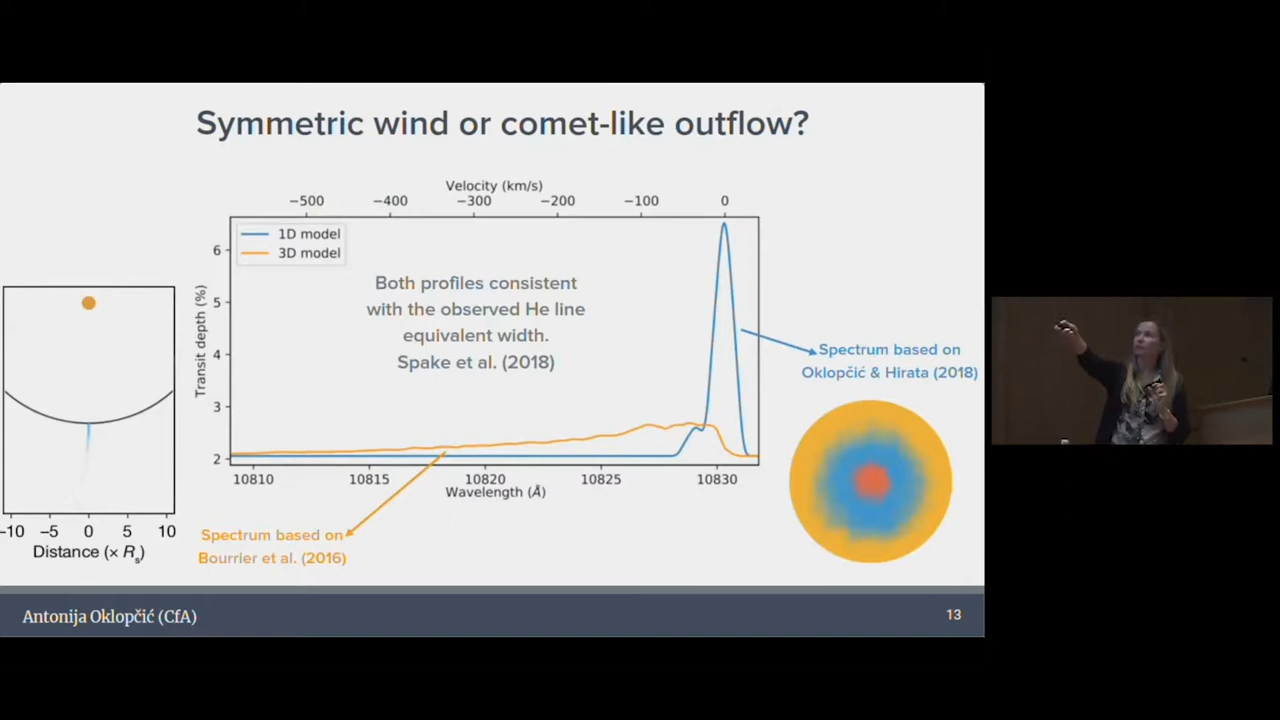 Symmetric wind or comet-like outflow?
Velocity (km/s)
−500 −400 −300 −200 −100 0
1D model
3D model
Both profiles consistent
with the observed He line
equivalent width.
Spake et al. (2018)
Transit depth (%)
6
5
4
3
2
10810 10815 10820 10825 10830
Wavelength (Å)
Spectrum based on
Oklopčić & Hirata (2018)
Spectrum based on
Bourrier et al. (2016)
−10 −5 0 5 10
Distance (× Rs)
Antonija Oklopčić (CfA)
13